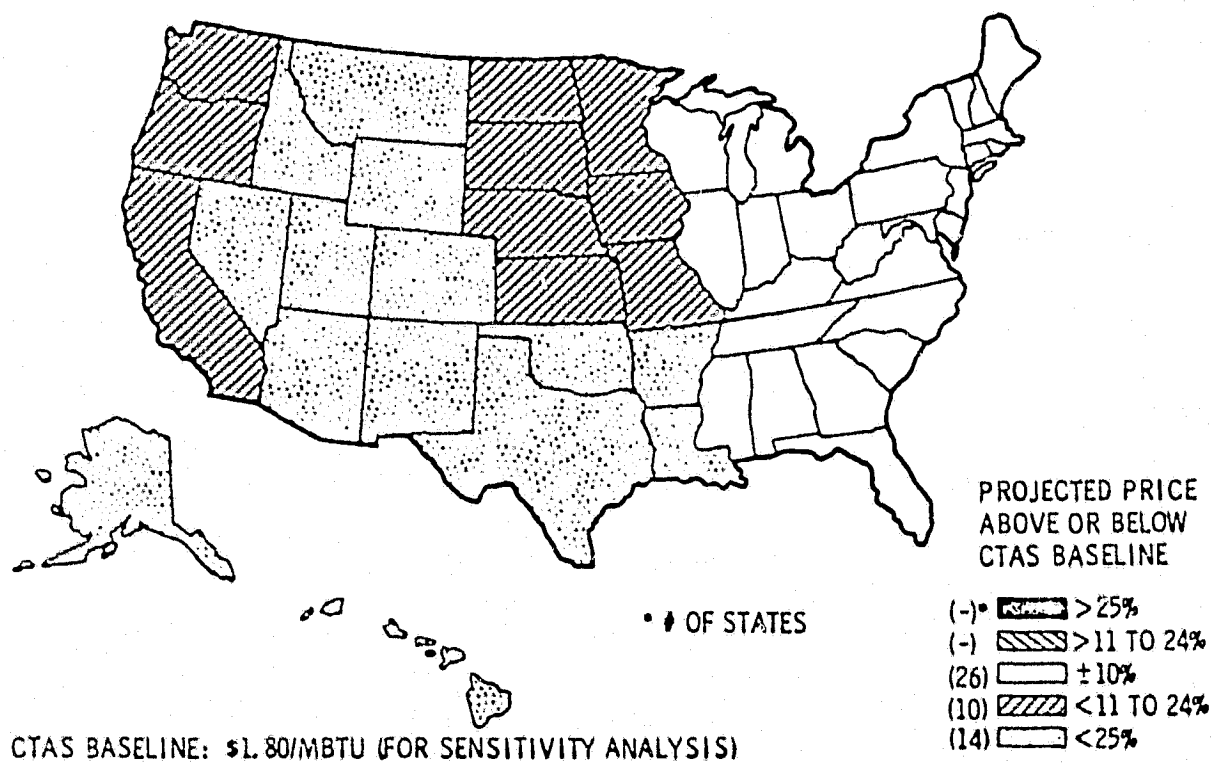 PROJECTED PRICE
ABOVE OR BELOW
CTAS BASELINE
(-)* >25%
(-) >11 TO 24%
(26) ±10%
(10) <11 TO 24%
(14) <25%
* # OF STATES
CTAS BASELINE: $1.80/MBTU (FOR SENSITIVITY ANALYSIS)